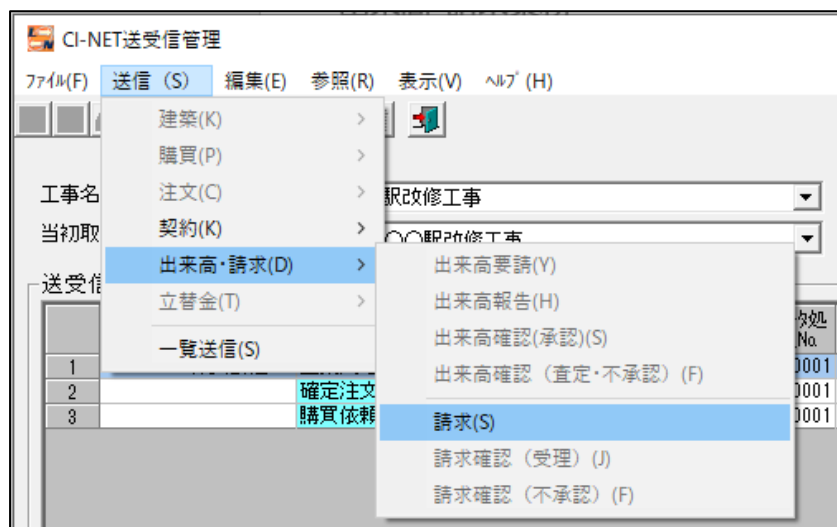 CI-NET送受信管理
ファイル(F) 送信（S） 編集(E) 参照(R) 表示(V) ヘルプ(H)
建築(K)
購買(P)
工事名
注文(C)
駅改修工事
当初取
契約(K)
〇〇駅改修工事
出来高・請求(D)
出来高要請(Y)
送受信
立替金(T)
出来高報告(H)
一覧送信(S)
出来高確認(承認)(S)
タ処
No.
出来高確認（査定・不承認）(F)
1
0001
2
確定注文
0001
3
購買依頼
請求(S)
0001
請求確認（受理）(J)
請求確認（不承認）(F)